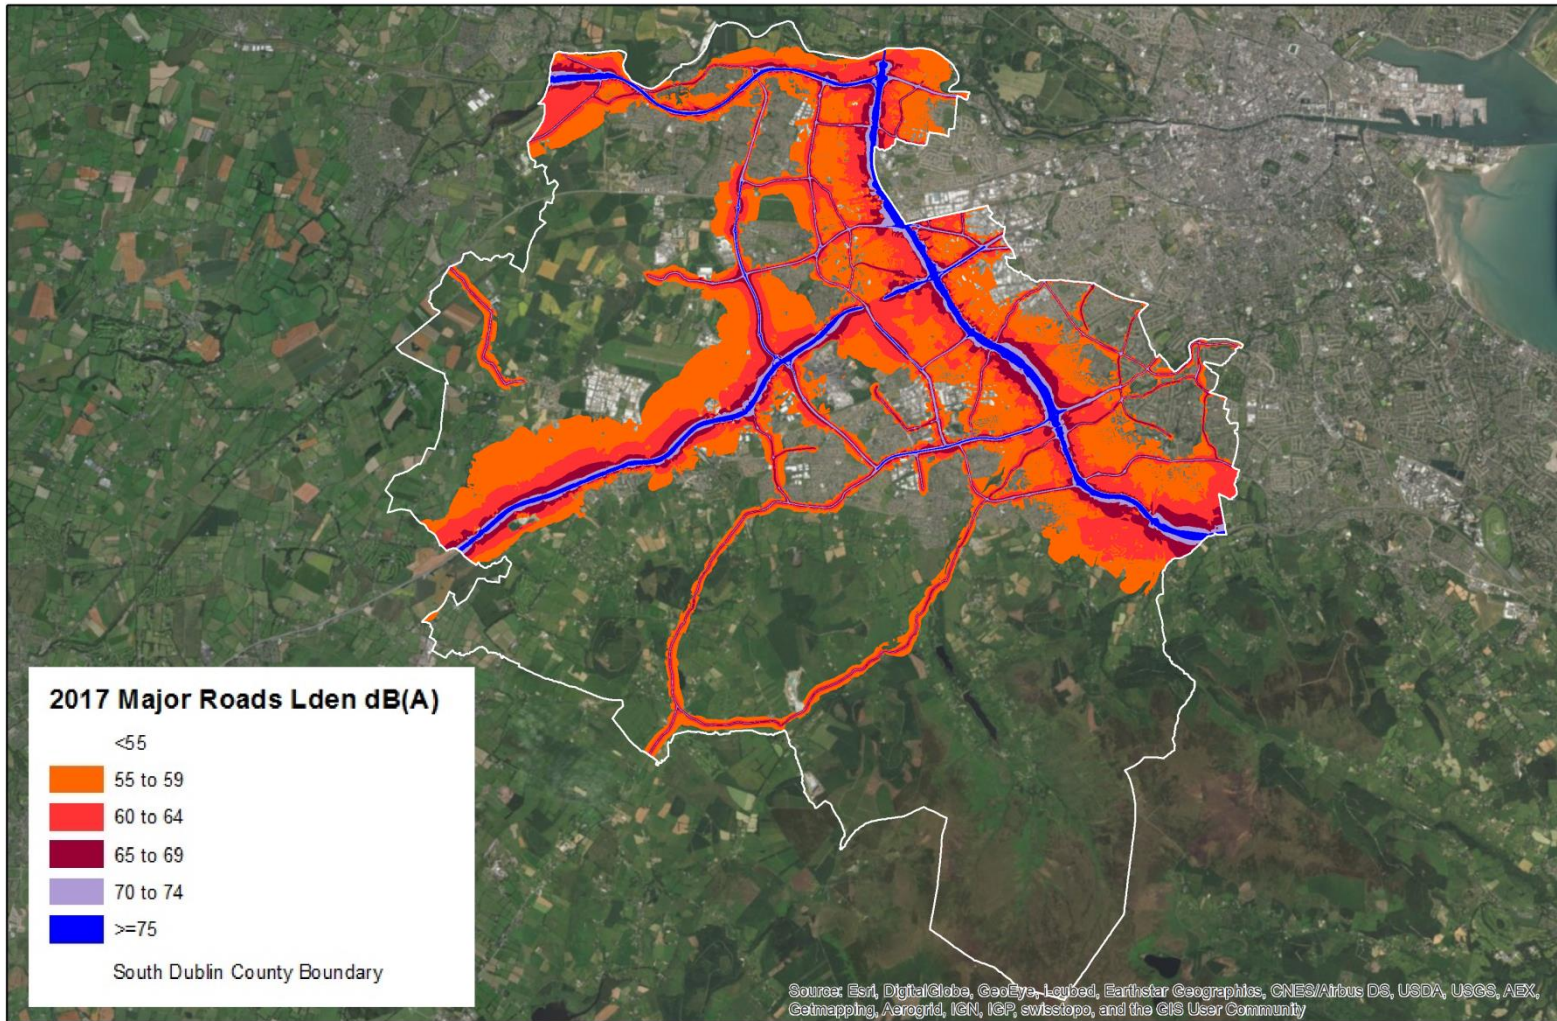 2017 Major Roads Lden dB(A)
<55
55 to 59
60 to 64
65 to 69
70 to 74
>=75
South Dublin County Boundary
Source: Esri, DigitalGlobe, GeoEye, i-cubed, Earthstar Geographics, CNES/Airbus DS, USDA, USGS, AEX,
Getmapping, Aerogrid, IGN, IGP, swisstopo, and the GIS User Community